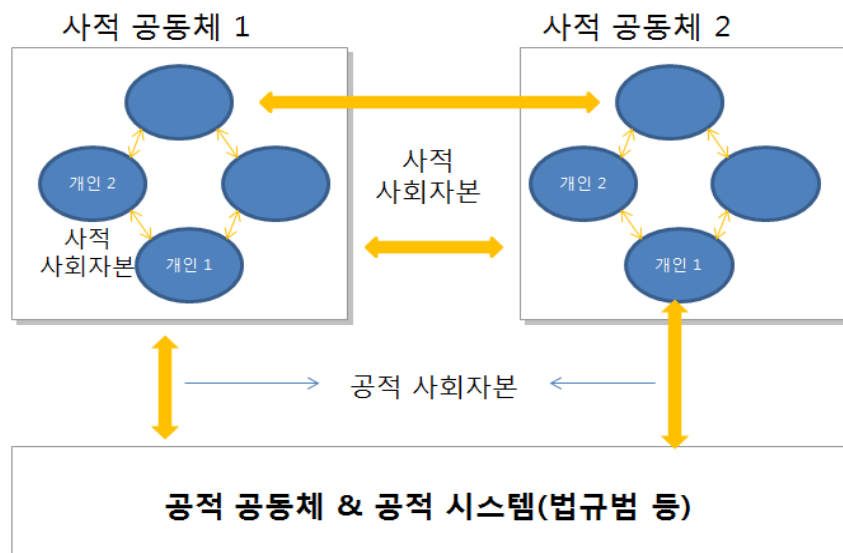 사적 공동체 1
사적 공동체 2
개인 2
개인 1
사적
사회자본
사적
사회자본
개인 2
개인 1
공적 사회자본
공적 공동체 & 공적 시스템(법규범 등)